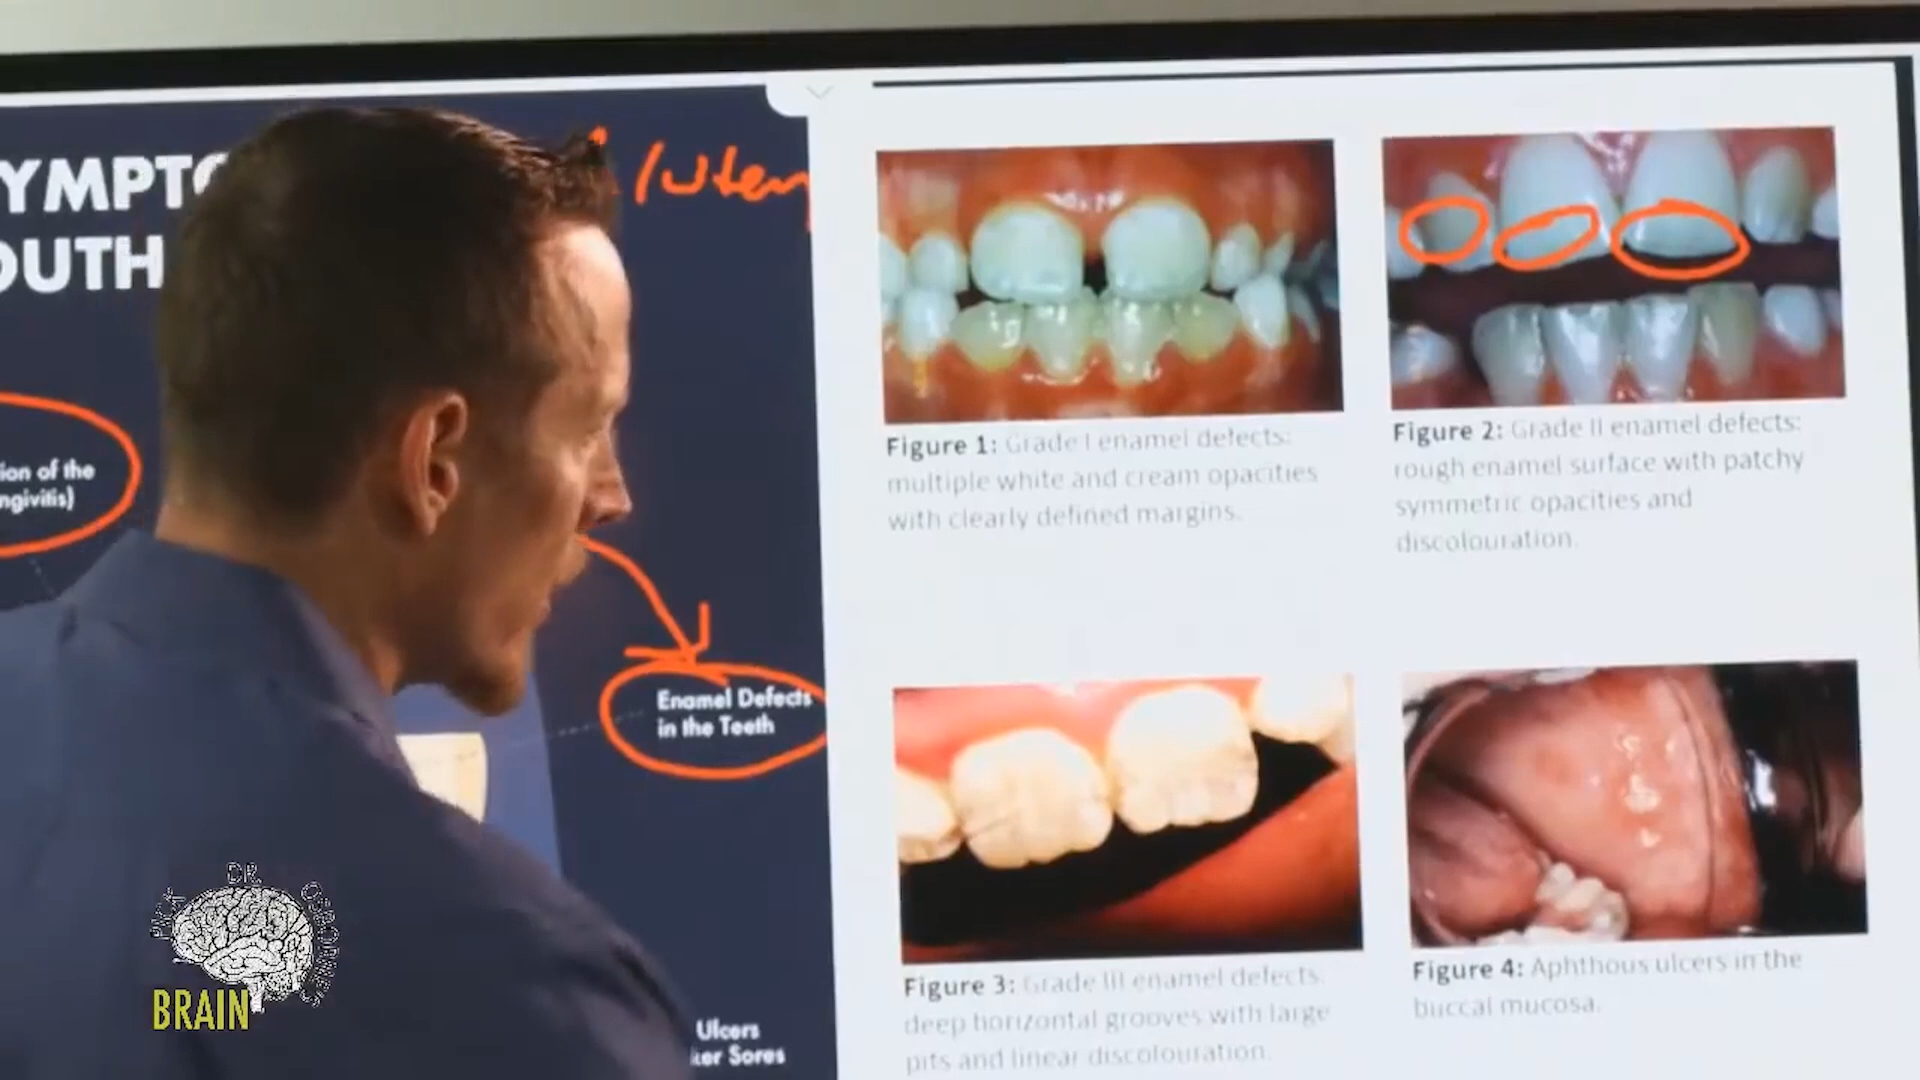 YMPTO
OUTH
ion of the
ngivitis)
Enamel Defects
in the Teeth
Ulcers
ker Sores
Figure 1: Grade I enamel defects:
multiple white and cream opacities
with clearly defined margins.
Figure 2: Grade II enamel defects:
rough enamel surface with patchy
symmetric opacities and
discolouration.
Figure 3: Grade III enamel defects:
deep horizontal grooves with large
pits and linear discolouration.
Figure 4: Aphthous ulcers in the
buccal mucosa.
DR.
BRAIN